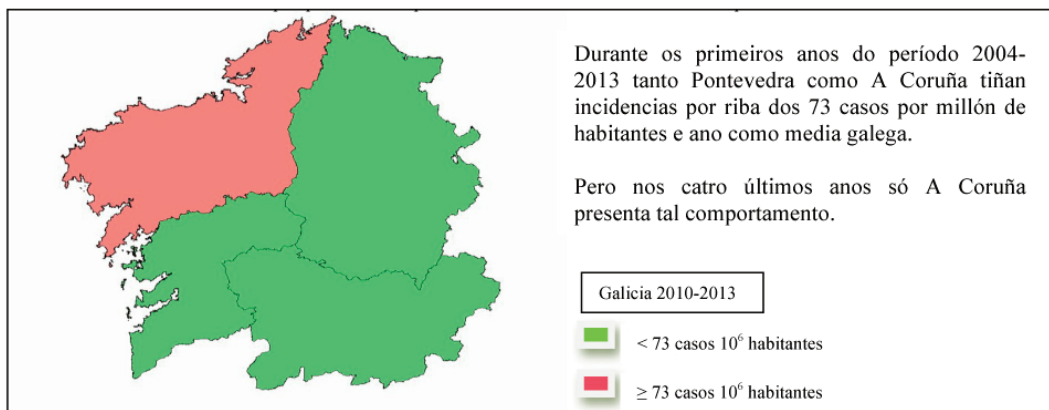 Durante os primeiros anos do período 2004-
2013 tanto Pontevedra como A Coruña tiñan
incidencias por riba dos 73 casos por millón de
habitantes e ano como media galega.
Pero nos catro últimos anos só A Coruña
presenta tal comportamento.
Galicia 2010-2013
< 73 casos 10⁶ habitantes
≥ 73 casos 10⁶ habitantes